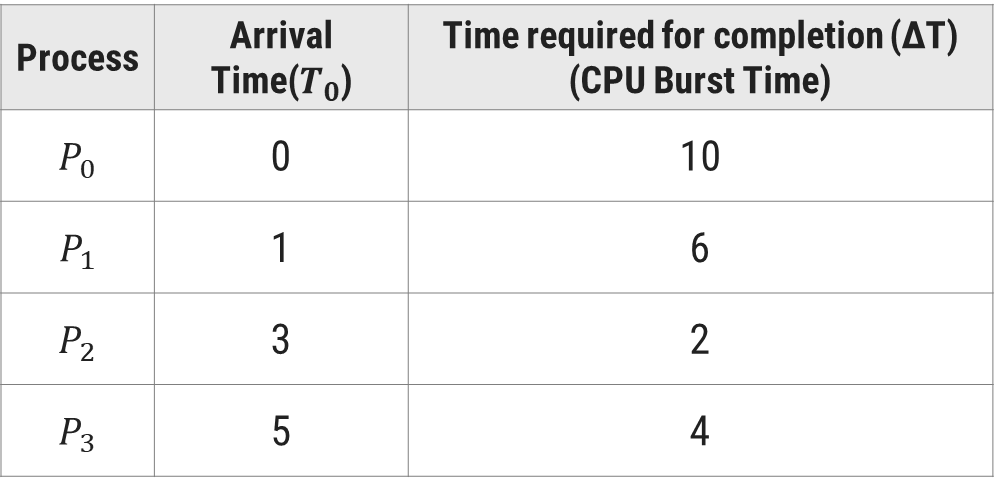 Process
Arrival
Time(T₀)
Time required for completion (ΔT)
(CPU Burst Time)
P₀ 0 10
P₁ 1 6
P₂ 3 2
P₃ 5 4